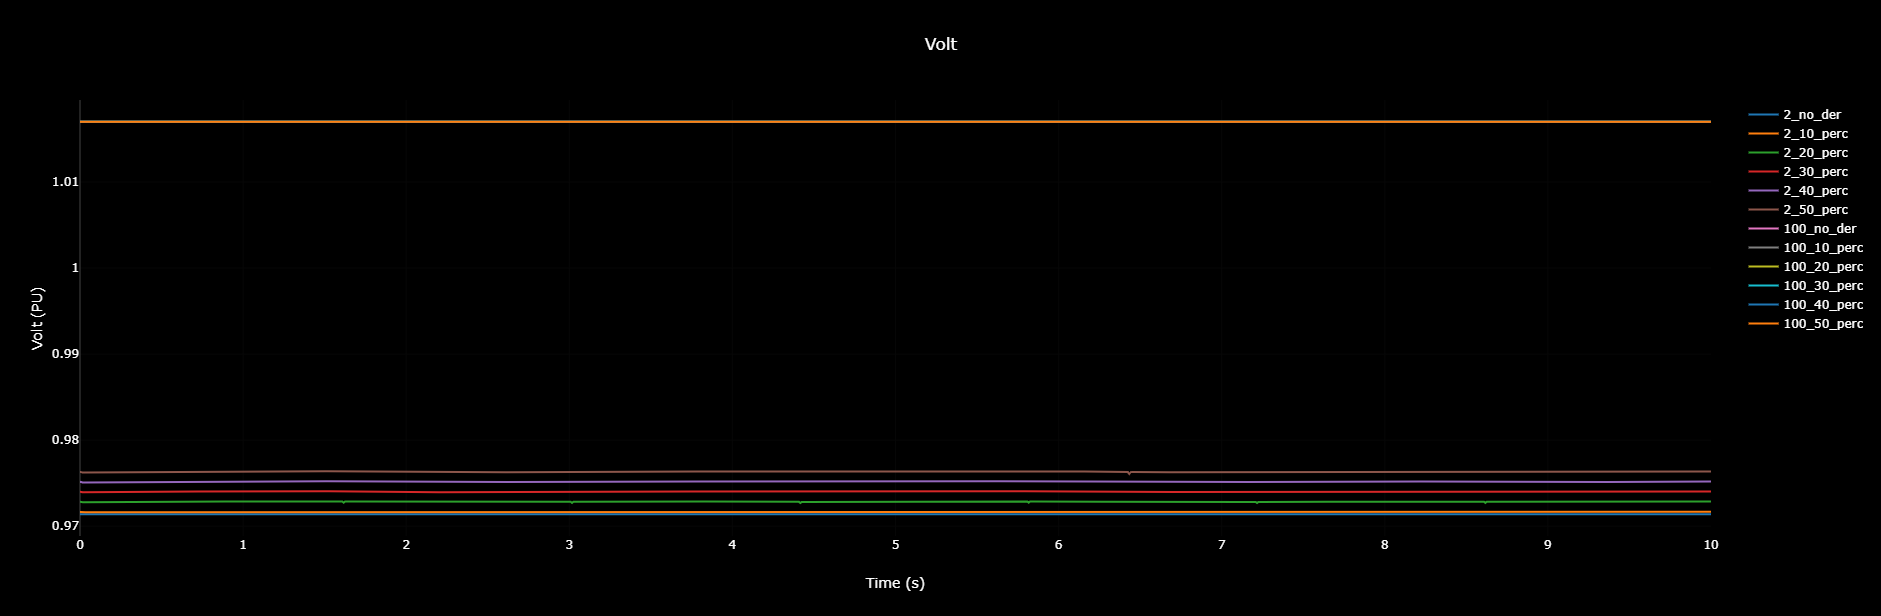 Volt
Volt (PU)
1.01
1
0.99
0.98
0.97
0 1 2 3 4 5 6 7 8 9 10
Time (s)
2_no_der
2_10_perc
2_20_perc
2_30_perc
2_40_perc
2_50_perc
100_no_der
100_10_perc
100_20_perc
100_30_perc
100_40_perc
100_50_perc